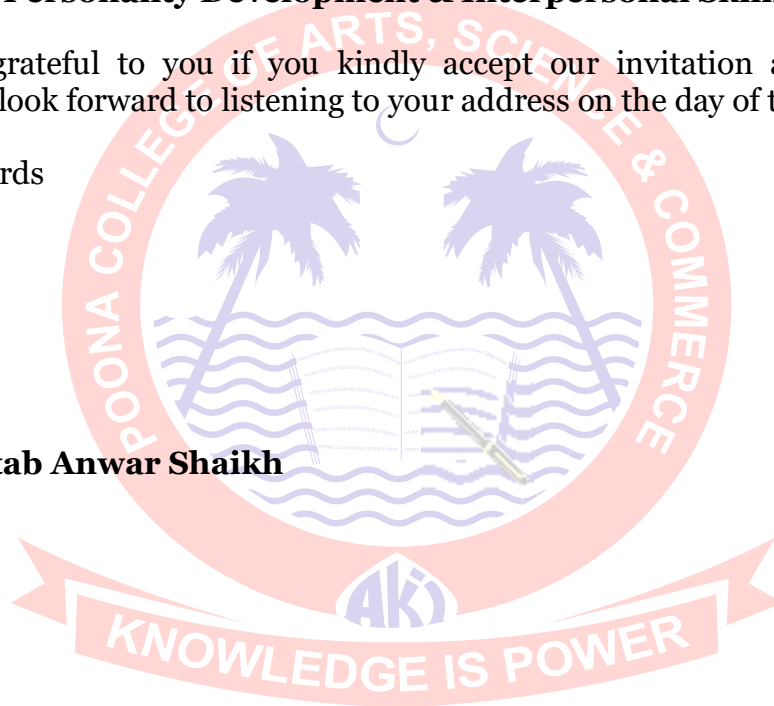 Personality Development & Interpersonal Skill
grateful to you if you kindly accept our invitation a
look forward to listening to your address on the day of t
rds
tab Anwar Shaikh
POONA COLLEGE OF ARTS, SCIENCE & COMMERCE
AKI
KNOWLEDGE IS POWER